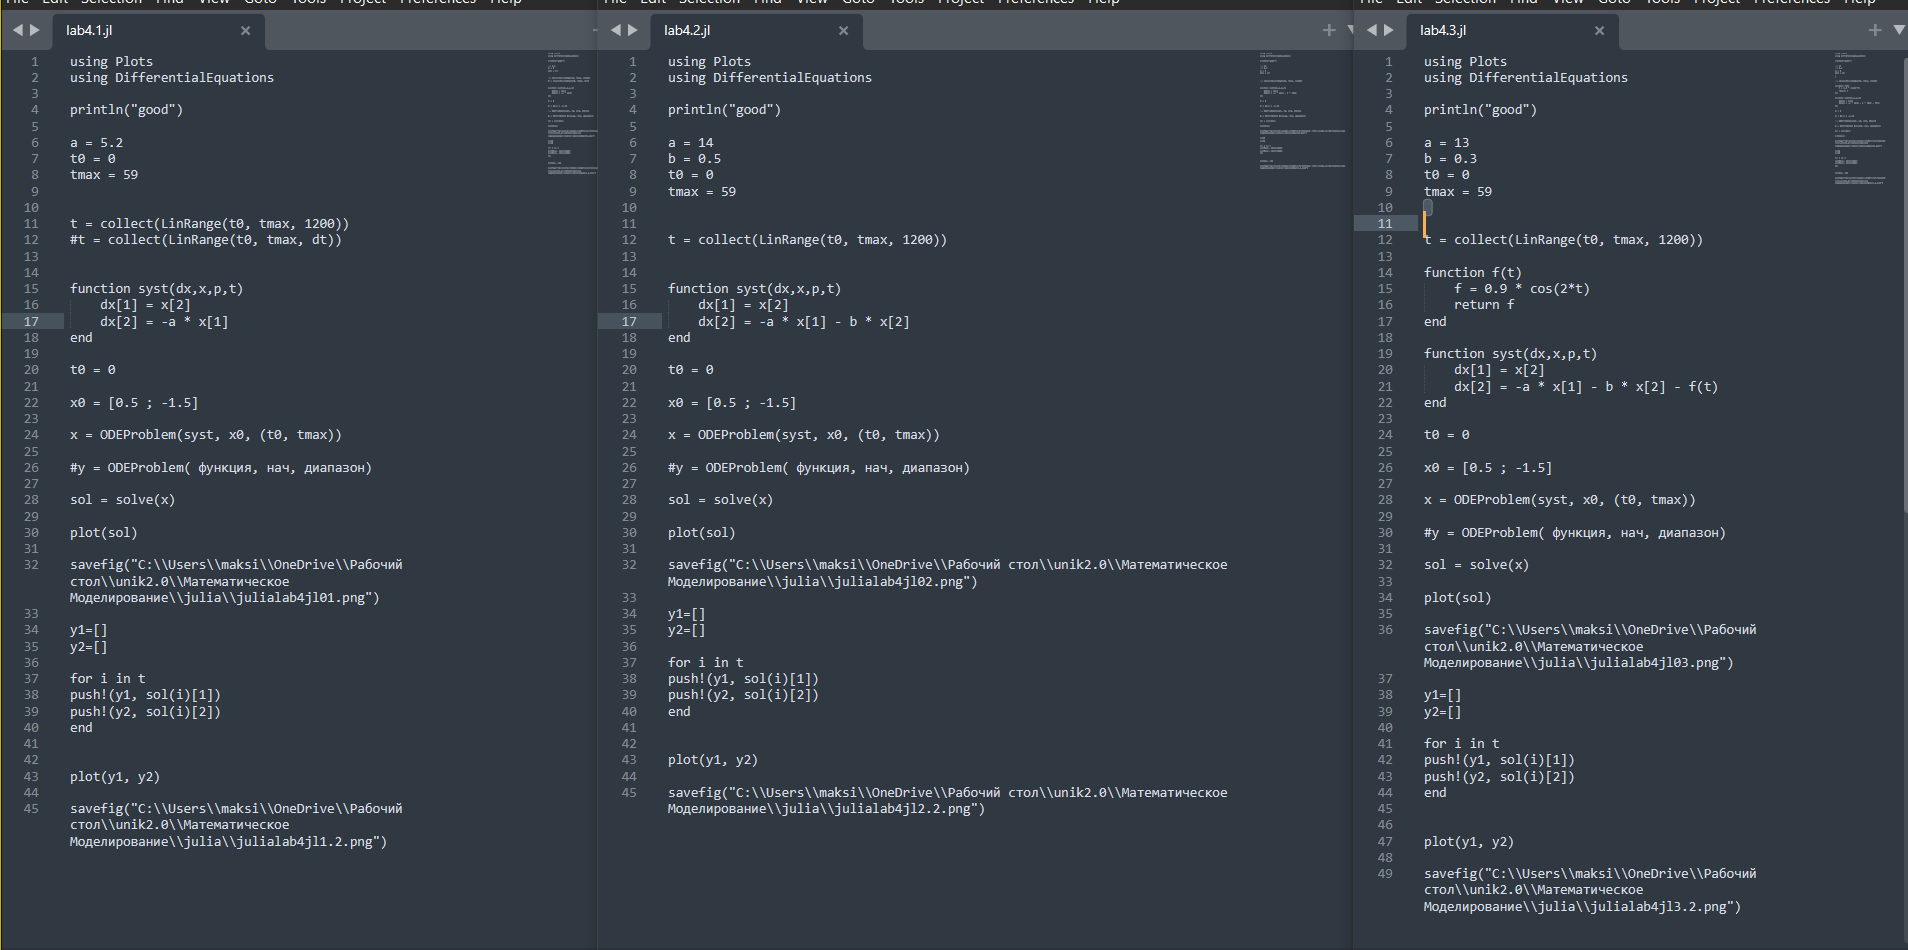 File Edit Selection Find View Goto Tools Project Preferences Help
lab4.1.jl
1 using Plots
2 using DifferentialEquations
3
4 println("good")
5
6 a = 5.2
7 t0 = 0
8 tmax = 59
9
10
11 t = collect(LinRange(t0, tmax, 1200))
12 #t = collect(LinRange(t0, tmax, dt))
13
14
15 function syst(dx,x,p,t)
16 dx[1] = x[2]
17 dx[2] = -a * x[1]
18 end
19
20 t0 = 0
21
22 x0 = [0.5 ; -1.5]
23
24 x = ODEProblem(syst, x0, (t0, tmax))
25
26 #y = ODEProblem( функция, нач, диапазон)
27
28 sol = solve(x)
29
30 plot(sol)
31
32 savefig("C:\\Users\\maksi\\OneDrive\\Рабочий
стол\\unik2.0\\Математическое
Моделирование\\julia\\julialab4jl01.png")
33
34 y1=[]
35 y2=[]
36
37 for i in t
38 push!(y1, sol(i)[1])
39 push!(y2, sol(i)[2])
40 end
41
42
43 plot(y1, y2)
44
45 savefig("C:\\Users\\maksi\\OneDrive\\Рабочий
стол\\unik2.0\\Математическое
Моделирование\\julia\\julialab4jl1.2.png")
File Edit Selection Find View Goto Tools Project Preferences Help
lab4.2.jl
1 using Plots
2 using DifferentialEquations
3
4 println("good")
5
6 a = 14
7 b = 0.5
8 t0 = 0
9 tmax = 59
10
11
12 t = collect(LinRange(t0, tmax, 1200))
13
14
15 function syst(dx,x,p,t)
16 dx[1] = x[2]
17 dx[2] = -a * x[1] - b * x[2]
18 end
19
20 t0 = 0
21
22 x0 = [0.5 ; -1.5]
23
24 x = ODEProblem(syst, x0, (t0, tmax))
25
26 #y = ODEProblem( функция, нач, диапазон)
27
28 sol = solve(x)
29
30 plot(sol)
31
32 savefig("C:\\Users\\maksi\\OneDrive\\Рабочий стол\\unik2.0\\Математическое
Моделирование\\julia\\julialab4jl02.png")
33
34 y1=[]
35 y2=[]
36
37 for i in t
38 push!(y1, sol(i)[1])
39 push!(y2, sol(i)[2])
40 end
41
42
43 plot(y1, y2)
44
45 savefig("C:\\Users\\maksi\\OneDrive\\Рабочий стол\\unik2.0\\Математическое
Моделирование\\julia\\julialab4jl2.2.png")
File Edit Selection Find View Goto Tools Project Preferences Help
lab4.3.jl
1 using Plots
2 using DifferentialEquations
3
4 println("good")
5
6 a = 13
7 b = 0.3
8 t0 = 0
9 tmax = 59
10
11
12 t = collect(LinRange(t0, tmax, 1200))
13
14 function f(t)
15 f = 0.9 * cos(2*t)
16 return f
17 end
18
19 function syst(dx,x,p,t)
20 dx[1] = x[2]
21 dx[2] = -a * x[1] - b * x[2] - f(t)
22 end
23
24 t0 = 0
25
26 x0 = [0.5 ; -1.5]
27
28 x = ODEProblem(syst, x0, (t0, tmax))
29
30 #y = ODEProblem( функция, нач, диапазон)
31
32 sol = solve(x)
33
34 plot(sol)
35
36 savefig("C:\\Users\\maksi\\OneDrive\\Рабочий
стол\\unik2.0\\Математическое
Моделирование\\julia\\julialab4jl03.png")
37
38 y1=[]
39 y2=[]
40
41 for i in t
42 push!(y1, sol(i)[1])
43 push!(y2, sol(i)[2])
44 end
45
46
47 plot(y1, y2)
48
49 savefig("C:\\Users\\maksi\\OneDrive\\Рабочий
стол\\unik2.0\\Математическое
Моделирование\\julia\\julialab4jl3.2.png")